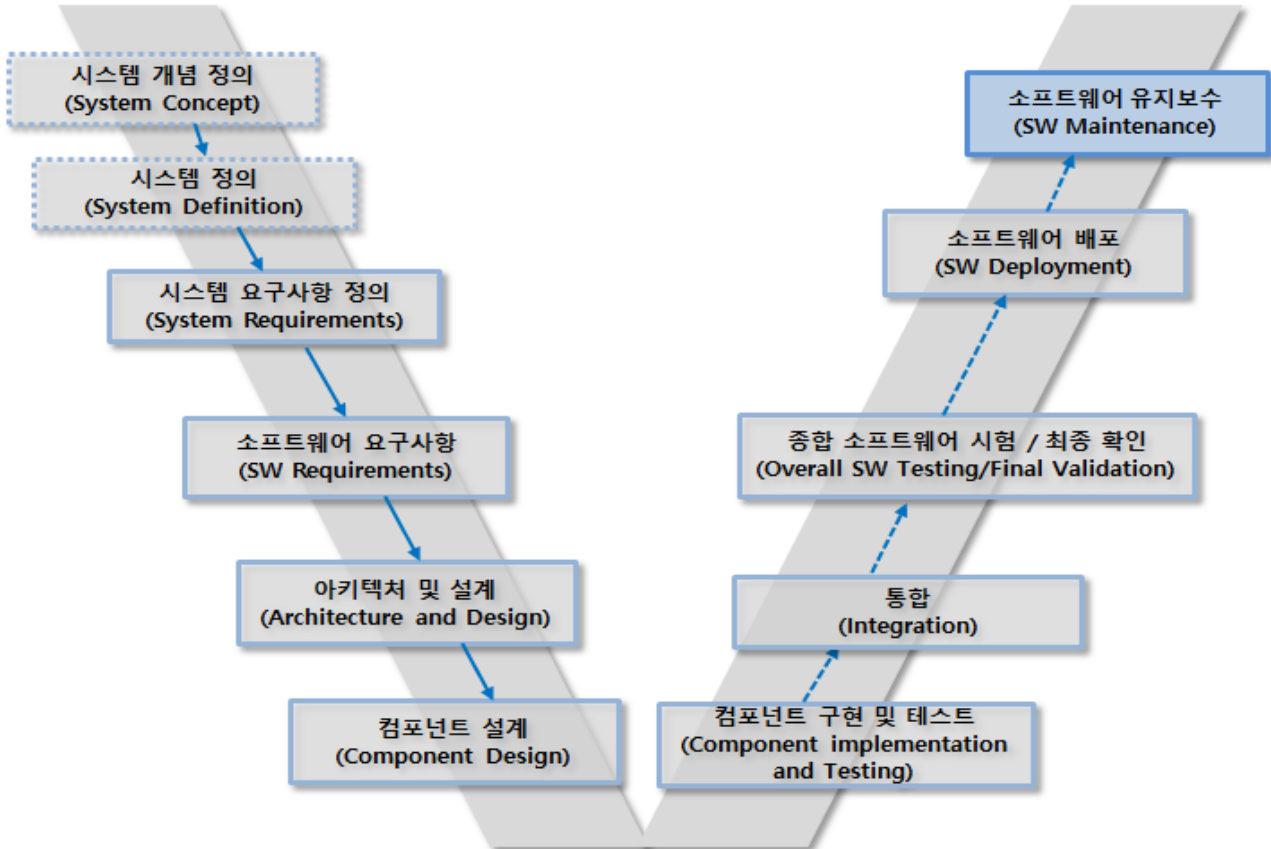 시스템 개념 정의
(System Concept)
시스템 정의
(System Definition)
시스템 요구사항 정의
(System Requirements)
소프트웨어 요구사항
(SW Requirements)
아키텍처 및 설계
(Architecture and Design)
컴포넌트 설계
(Component Design)
소프트웨어 유지보수
(SW Maintenance)
소프트웨어 배포
(SW Deployment)
종합 소프트웨어 시험 / 최종 확인
(Overall SW Testing/Final Validation)
통합
(Integration)
컴포넌트 구현 및 테스트
(Component implementation
and Testing)